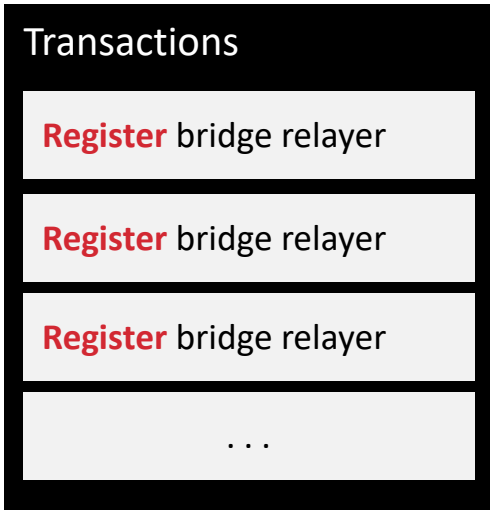 Transactions
Register bridge relayer
Register bridge relayer
Register bridge relayer
. . .